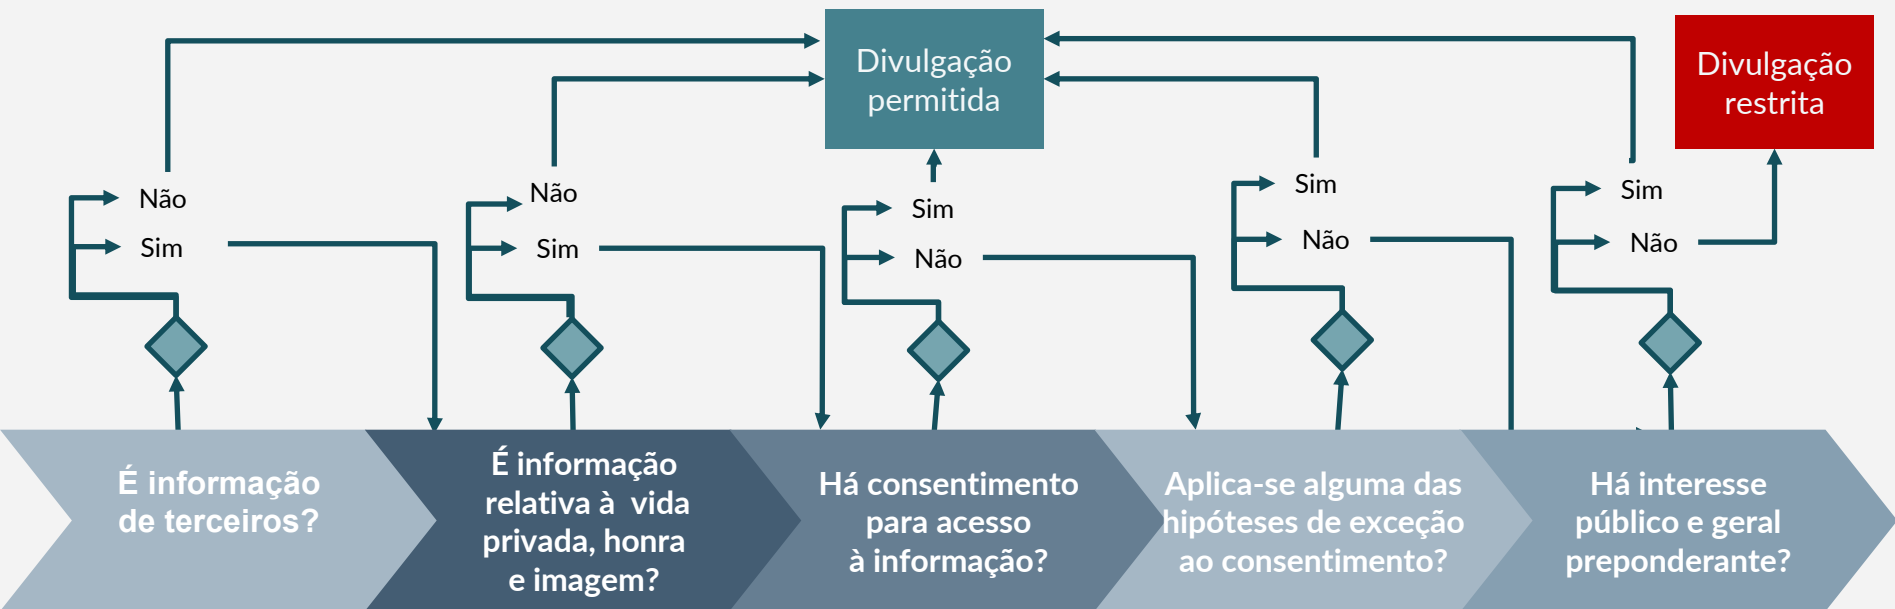 Divulgação
permitida
Divulgação
restrita
Não
Sim
Não
Sim
Sim
Não
Sim
Não
Sim
Não
É informação
de terceiros?
É informação
relativa à vida
privada, honra
e imagem?
Há consentimento
para acesso
à informação?
Aplica-se alguma das
hipóteses de exceção
ao consentimento?
Há interesse
público e geral
preponderante?